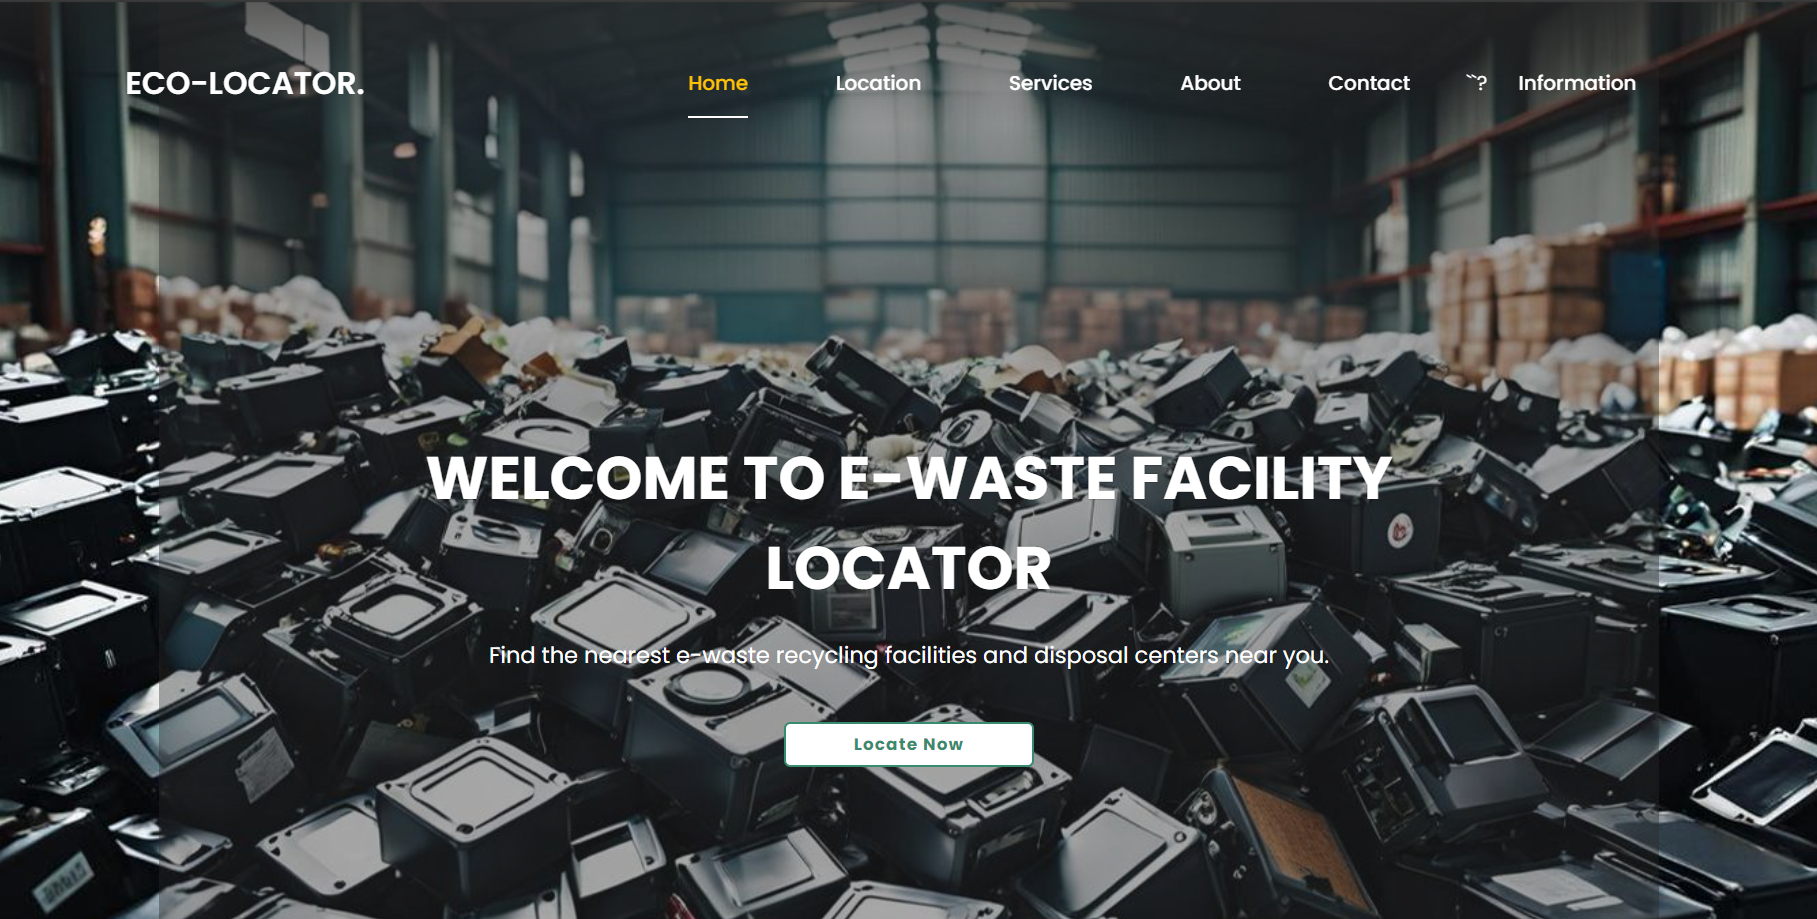 ECO-LOCATOR.
Home Location Services About Contact ``? Information
WELCOME TO E-WASTE FACILITY
LOCATOR
Find the nearest e-waste recycling facilities and disposal centers near you.
Locate Now